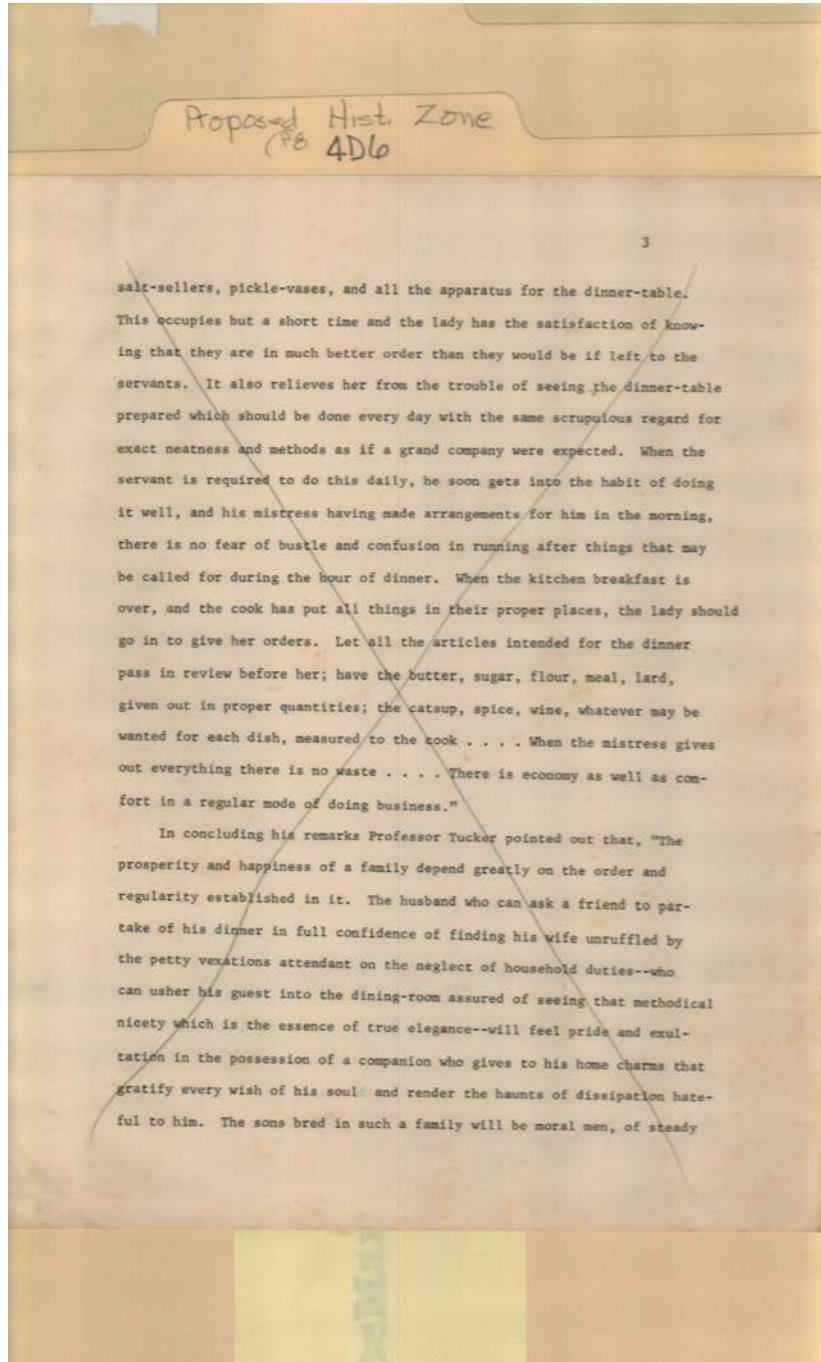 Proposed Hist. Zone
4D6
3
salt-sellers, pickle-vases, and all the apparatus for the dinner-table.
This occupies but a short time and the lady has the satisfaction of know-
ing that they are in much better order than they would be if left to the
servants. It also relieves her from the trouble of seeing the dinner-table
prepared which should be done every day with the same scrupulous regard for
exact neatness and methods as if a grand company were expected. When the
servant is required to do this daily, he soon gets into the habit of doing
it well, and his mistress having made arrangements for him in the morning,
there is no fear of bustle and confusion in running after things that may
be called for during the hour of dinner. When the kitchen breakfast is
over, and the cook has put all things in their proper places, the lady should
go in to give her orders. Let all the articles intended for the dinner
pass in review before her; have the butter, sugar, flour, meal, lard,
given out in proper quantities; the catsup, spice, wine, whatever may be
wanted for each dish, measured to the cook . . . . When the mistress gives
out everything there is no waste . . . . There is economy as well as com-
fort in a regular mode of doing business."
In concluding his remarks Professor Tucker pointed out that, "The
prosperity and happiness of a family depend greatly on the order and
regularity established in it. The husband who can ask a friend to par-
take of his dinner in full confidence of finding his wife unruffled by
the petty vexations attendant on the neglect of household duties--who
can usher his guest into the dining-room assured of seeing that methodical
nicety which is the essence of true elegance--will feel pride and exul-
tation in the possession of a companion who gives to his home charms that
gratify every wish of his soul and render the haunts of dissipation hate-
ful to him. The sons bred in such a family will be moral men, of steady